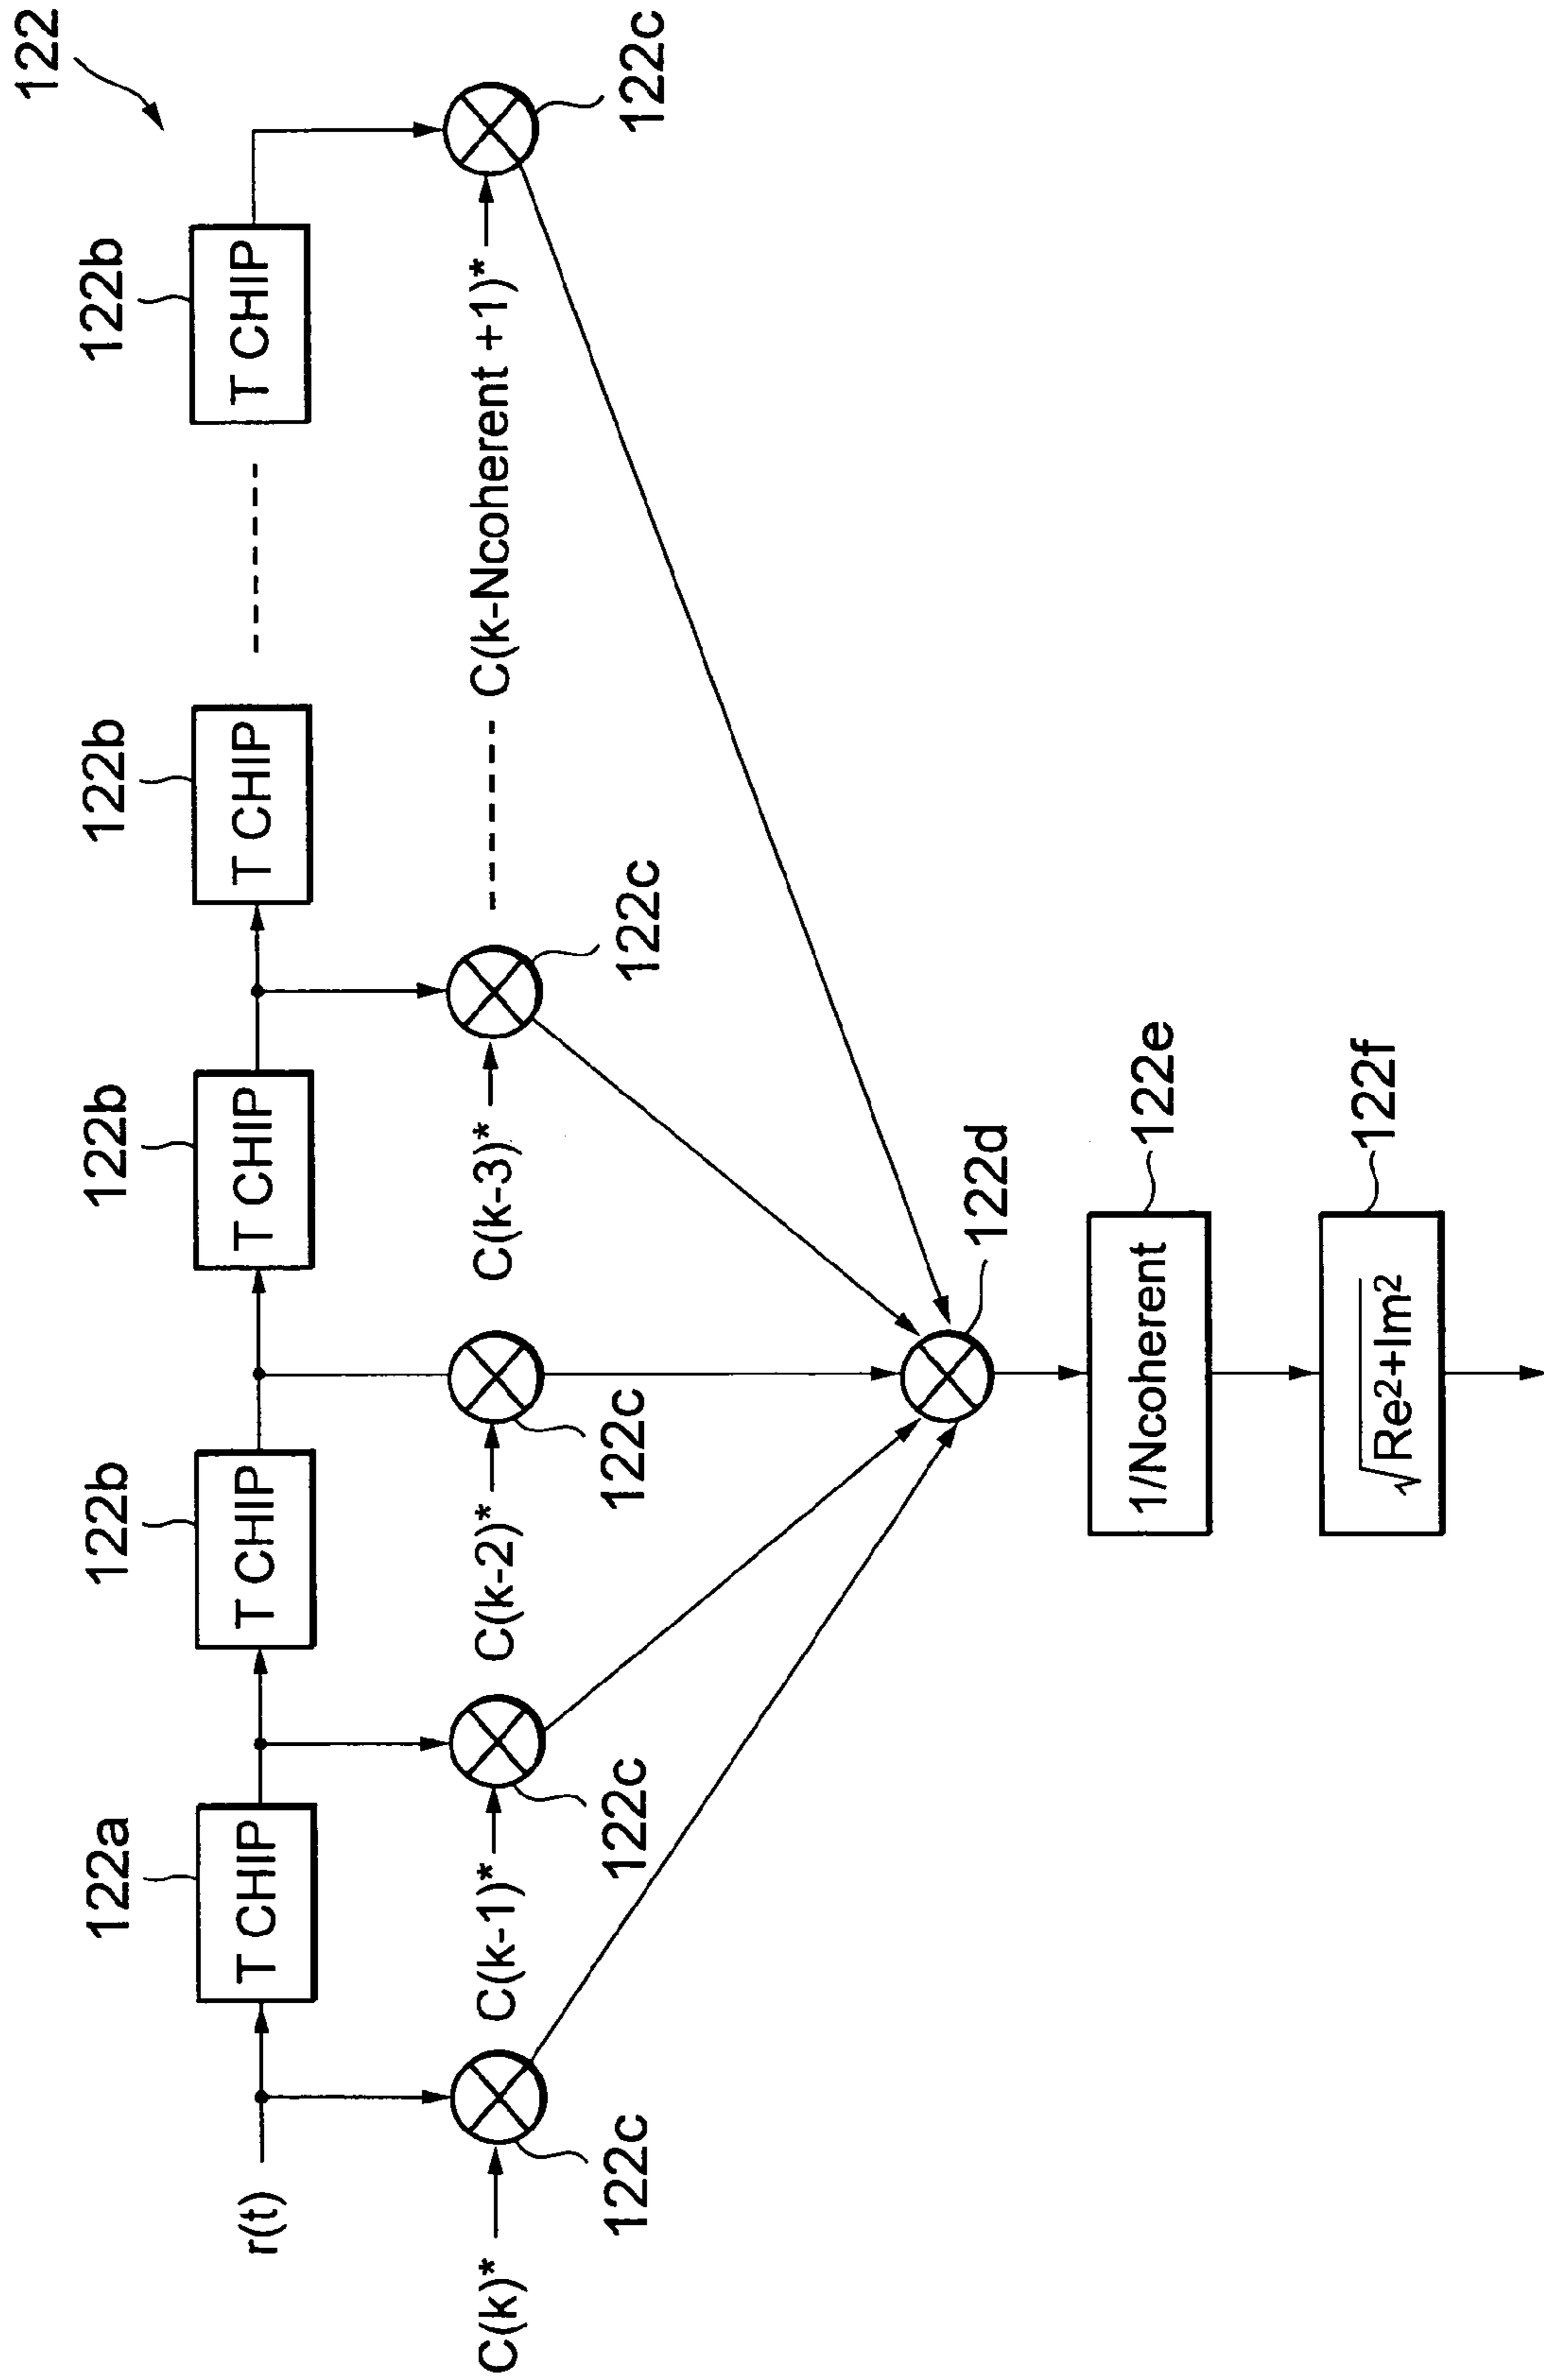 122
122a
122b
122b
122b
122b
r(t)
T CHIP
T CHIP
T CHIP
T CHIP
T CHIP
C(k)*
C(k-1)*
C(k-2)*
C(k-3)*
C(k-Ncoherent +1)*
122c
122c
122c
122c
122c
122d
1/Ncoherent
122e
√Re²+Im²
122f